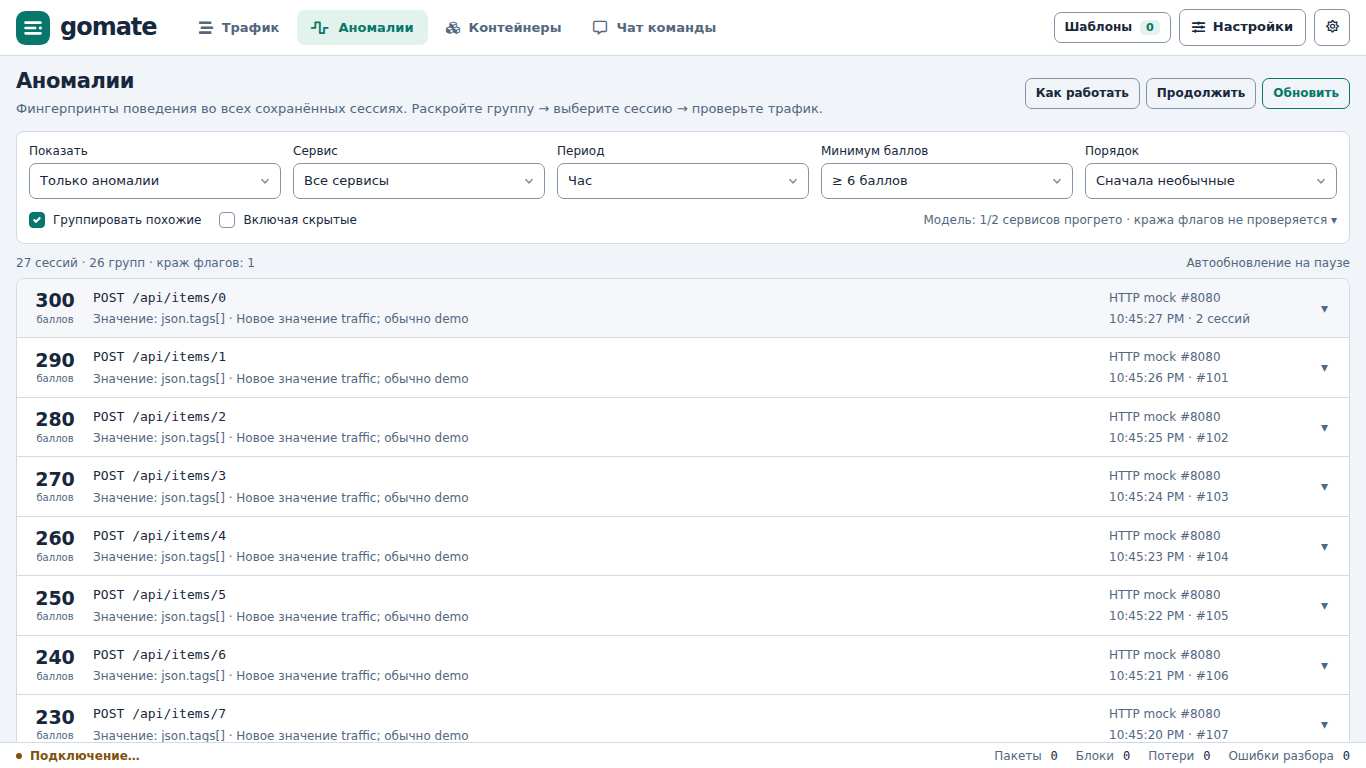 gomate
Трафик
Аномалии
Контейнеры
Чат команды
Шаблоны 0
Настройки
Аномалии
Фингерпринты поведения во всех сохранённых сессиях. Раскройте группу → выберите сессию → проверьте трафик.
Как работать
Продолжить
Обновить
Показать
Сервис
Период
Минимум баллов
Порядок
Только аномалии
Все сервисы
Час
≥ 6 баллов
Сначала необычные
Группировать похожие
Включая скрытые
Модель: 1/2 сервисов прогрето · кража флагов не проверяется ▾
27 сессий · 26 групп · краж флагов: 1
Автообновление на паузе
300
баллов
POST /api/items/0
Значение: json.tags[] · Новое значение traffic; обычно demo
HTTP mock #8080
10:45:27 PM · 2 сессий
▼
290
баллов
POST /api/items/1
Значение: json.tags[] · Новое значение traffic; обычно demo
HTTP mock #8080
10:45:26 PM · #101
▼
280
баллов
POST /api/items/2
Значение: json.tags[] · Новое значение traffic; обычно demo
HTTP mock #8080
10:45:25 PM · #102
▼
270
баллов
POST /api/items/3
Значение: json.tags[] · Новое значение traffic; обычно demo
HTTP mock #8080
10:45:24 PM · #103
▼
260
баллов
POST /api/items/4
Значение: json.tags[] · Новое значение traffic; обычно demo
HTTP mock #8080
10:45:23 PM · #104
▼
250
баллов
POST /api/items/5
Значение: json.tags[] · Новое значение traffic; обычно demo
HTTP mock #8080
10:45:22 PM · #105
▼
240
баллов
POST /api/items/6
Значение: json.tags[] · Новое значение traffic; обычно demo
HTTP mock #8080
10:45:21 PM · #106
▼
230
баллов
POST /api/items/7
Значение: json.tags[] · Новое значение traffic; обычно demo
HTTP mock #8080
10:45:20 PM · #107
▼
Подключение…
Пакеты 0
Блоки 0
Потери 0
Ошибки разбора 0